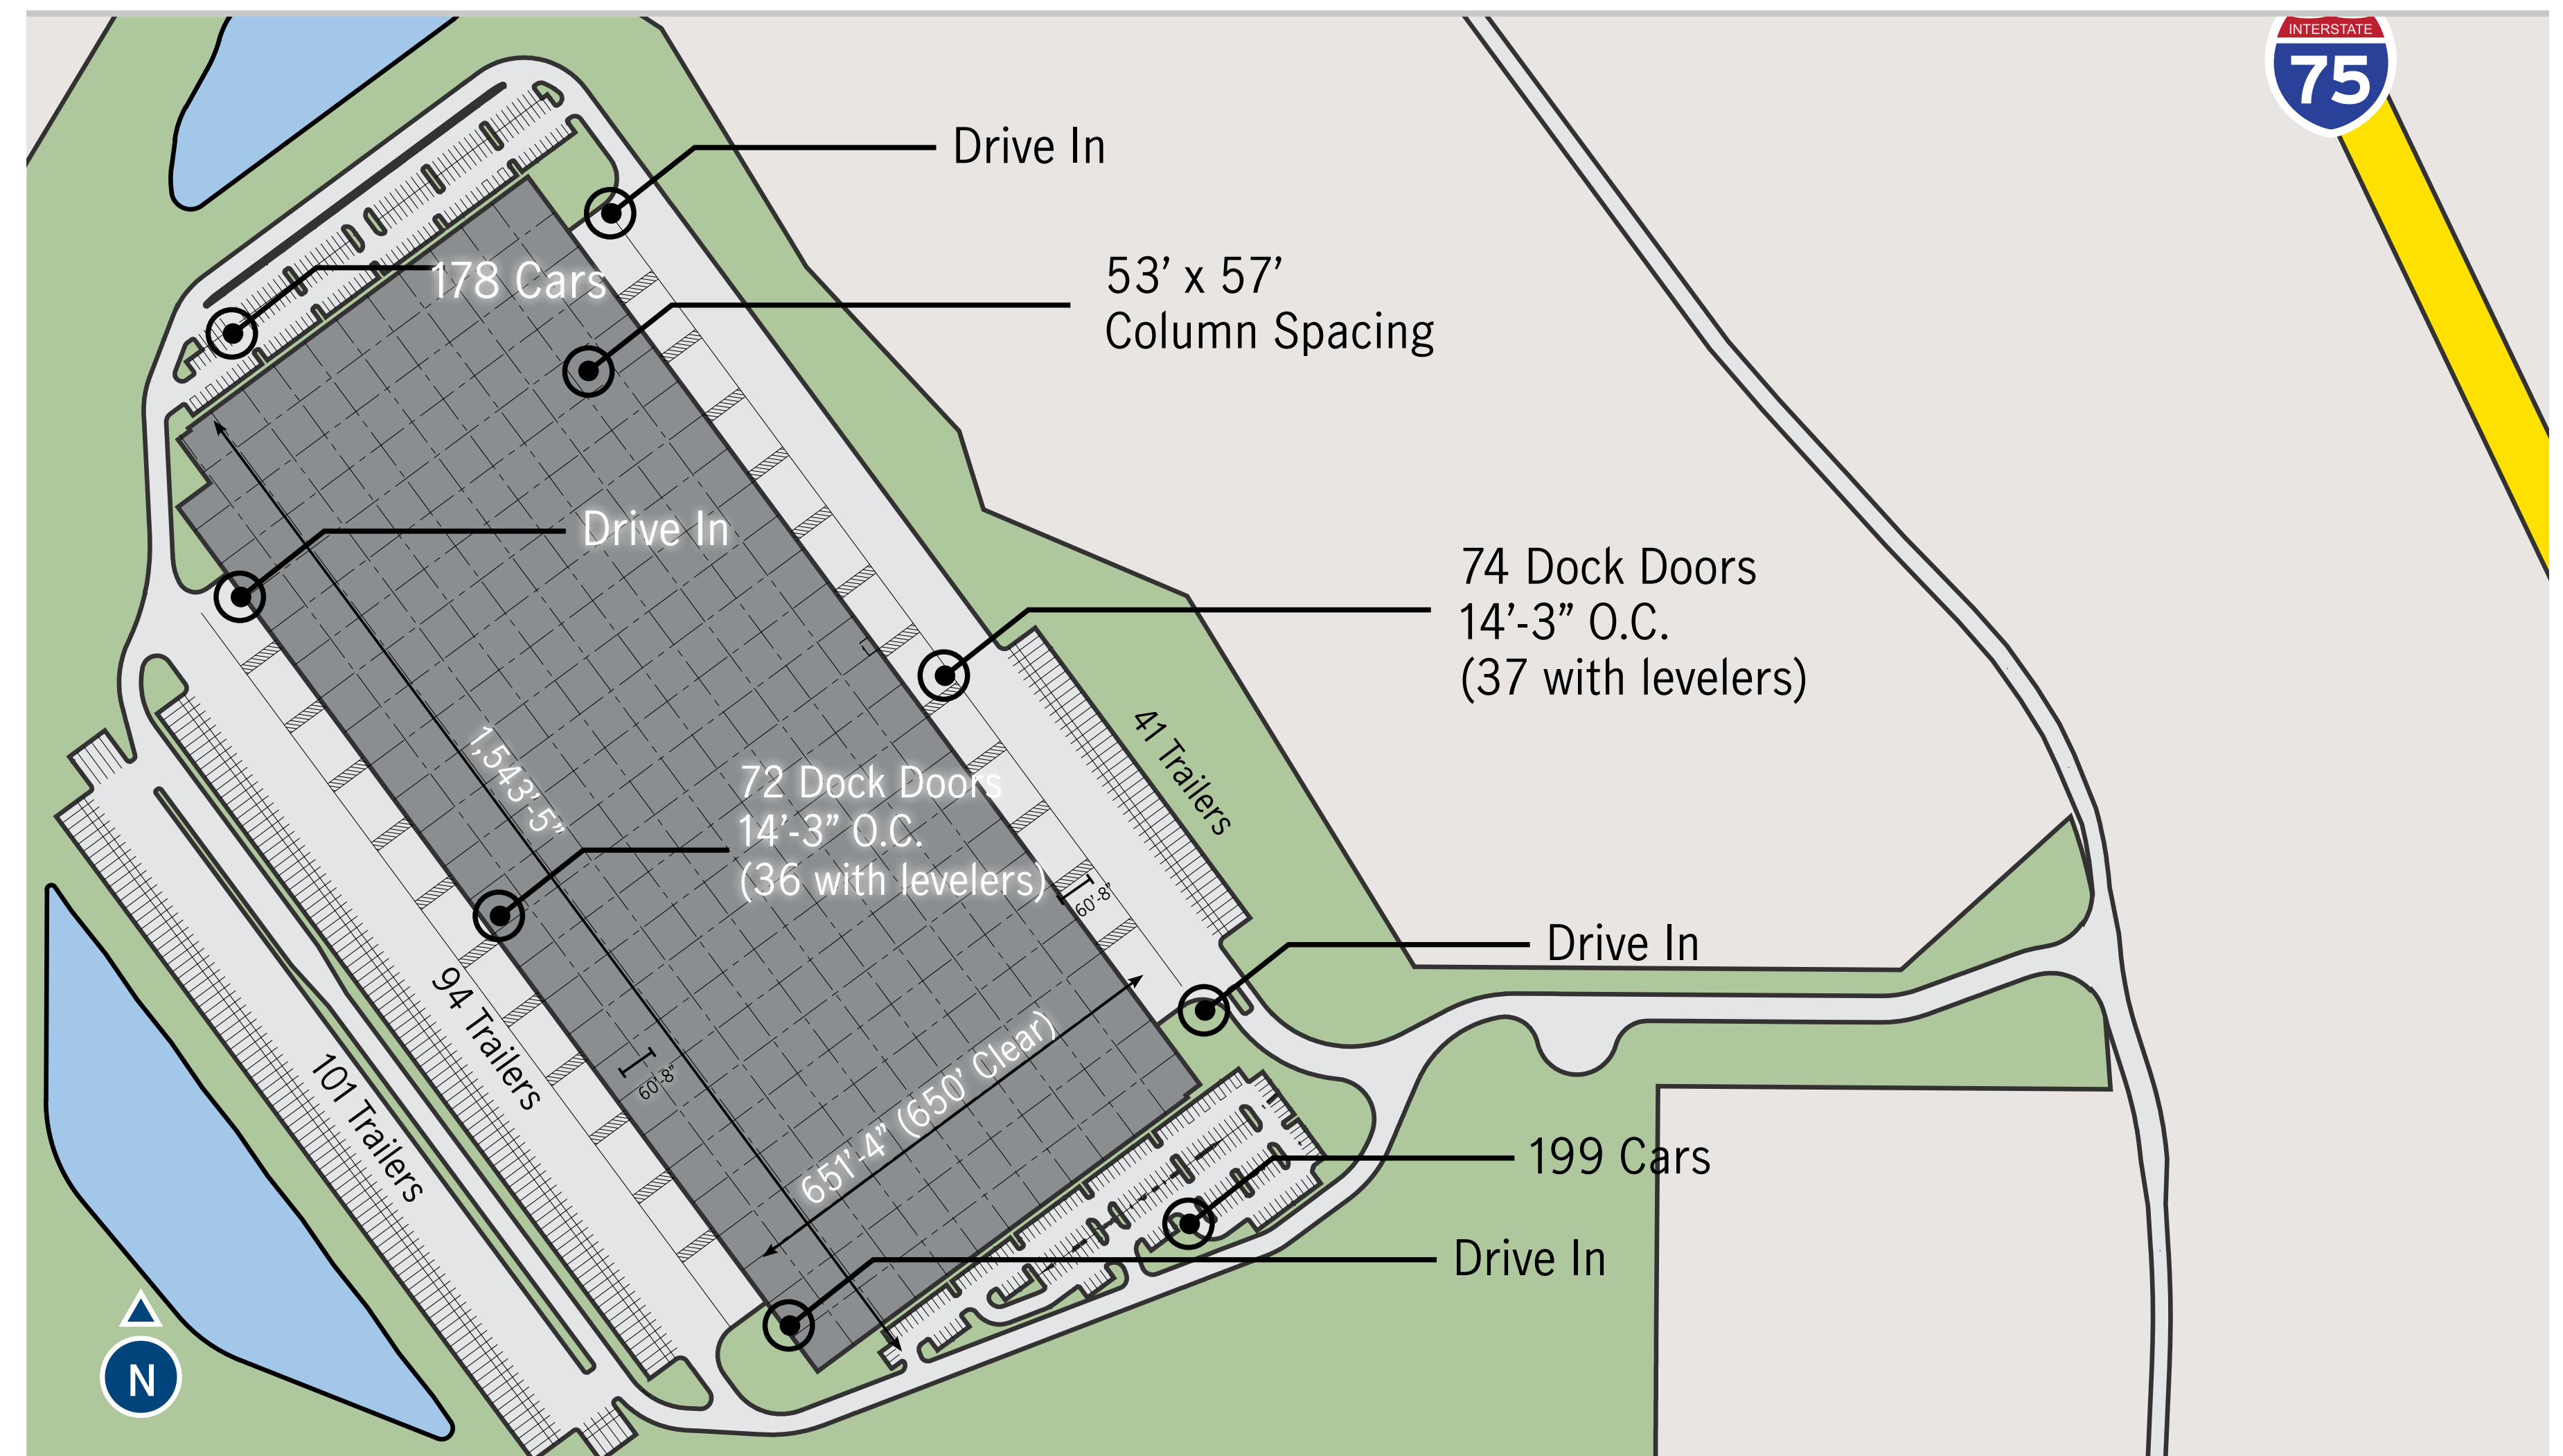 INTERSTATE
75
Drive In
178 Cars
53’ x 57’
Column Spacing
Drive In
74 Dock Doors
14’-3” O.C.
(37 with levelers)
41 Trailers
1,543’-5”
72 Dock Doors
14’-3” O.C.
(36 with levelers)
60’-8”
Drive In
94 Trailers
101 Trailers
60’-8”
651’-4” (650’ Clear)
199 Cars
Drive In
N